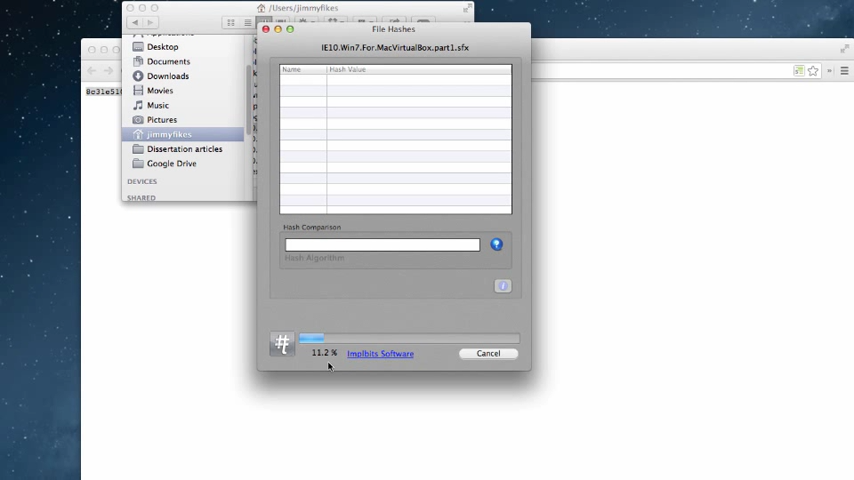 /Users/jimmyfikes
File Hashes
IE10.Win7.For.MacVirtualBox.part1.sfx
Desktop
Documents
Downloads
Movies
Music
Pictures
jimmyfikes
Dissertation articles
Google Drive
DEVICES
SHARED
Name Hash Value
Hash Comparison
Hash Algorithm
11.2 %
Implbits Software
Cancel